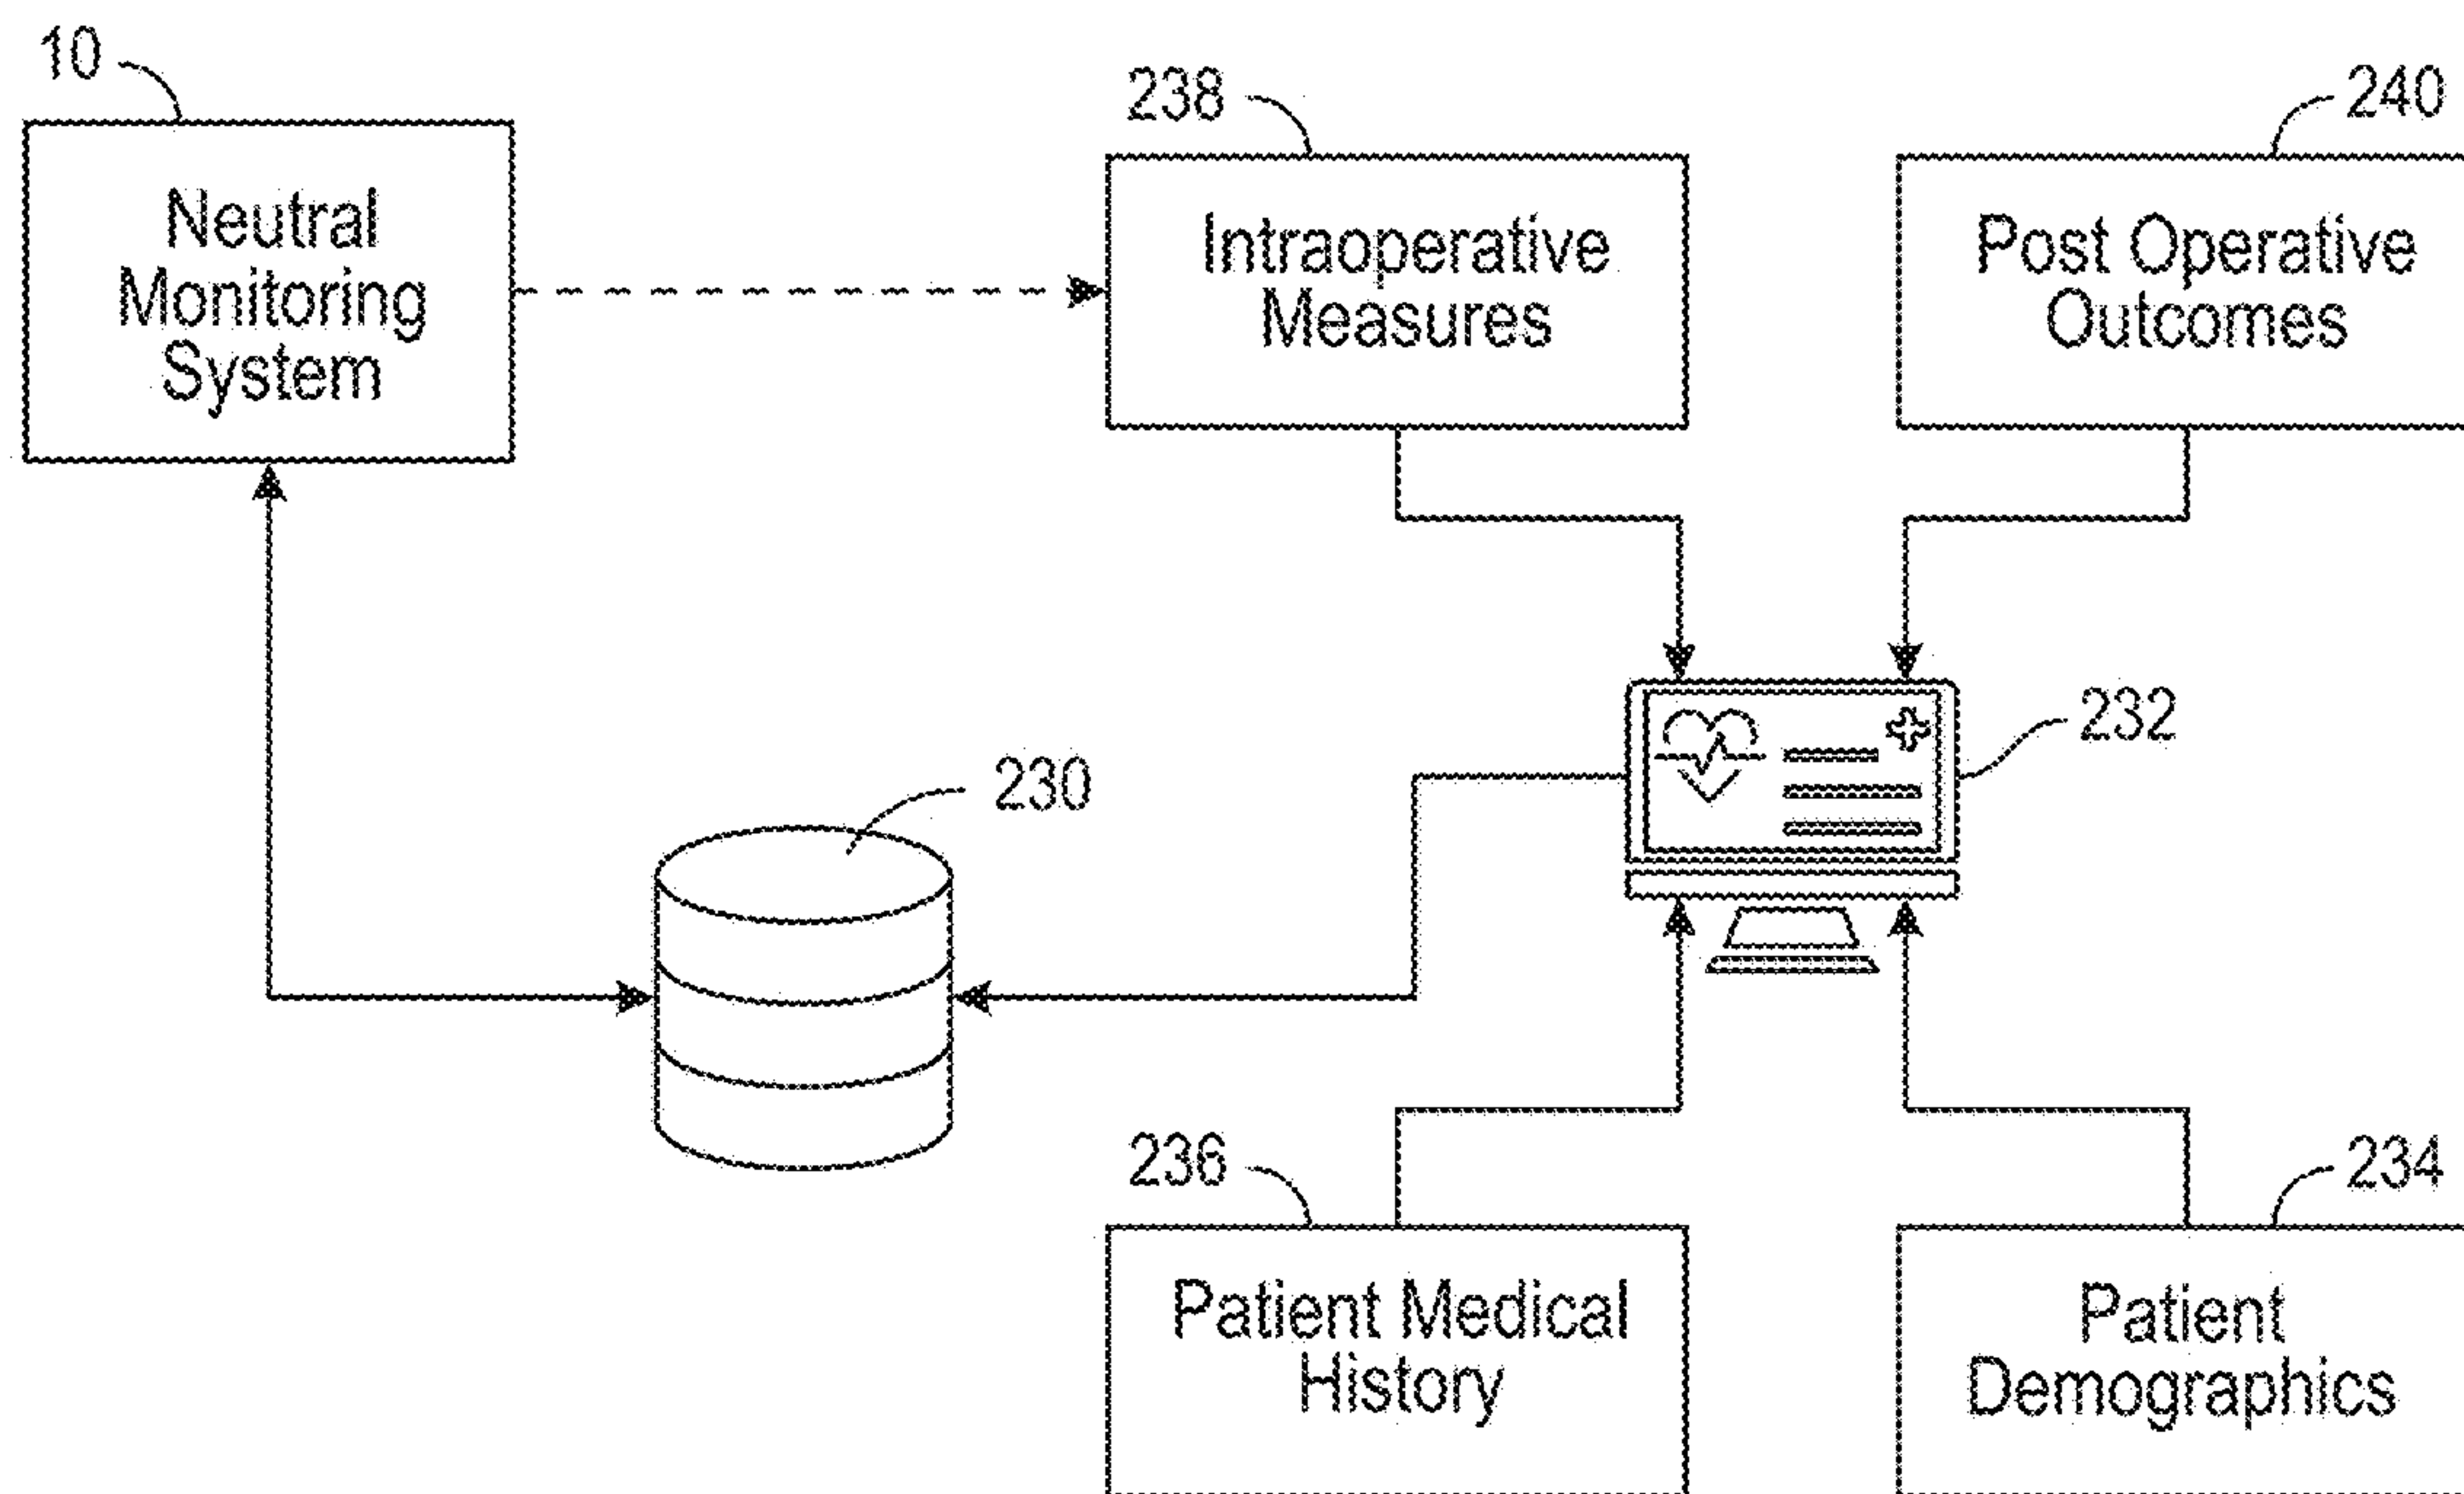 10
Neutral
Monitoring
System
238
Intraoperative
Measures
240
Post Operative
Outcomes
232
230
236
Patient Medical
History
234
Patient
Demographics